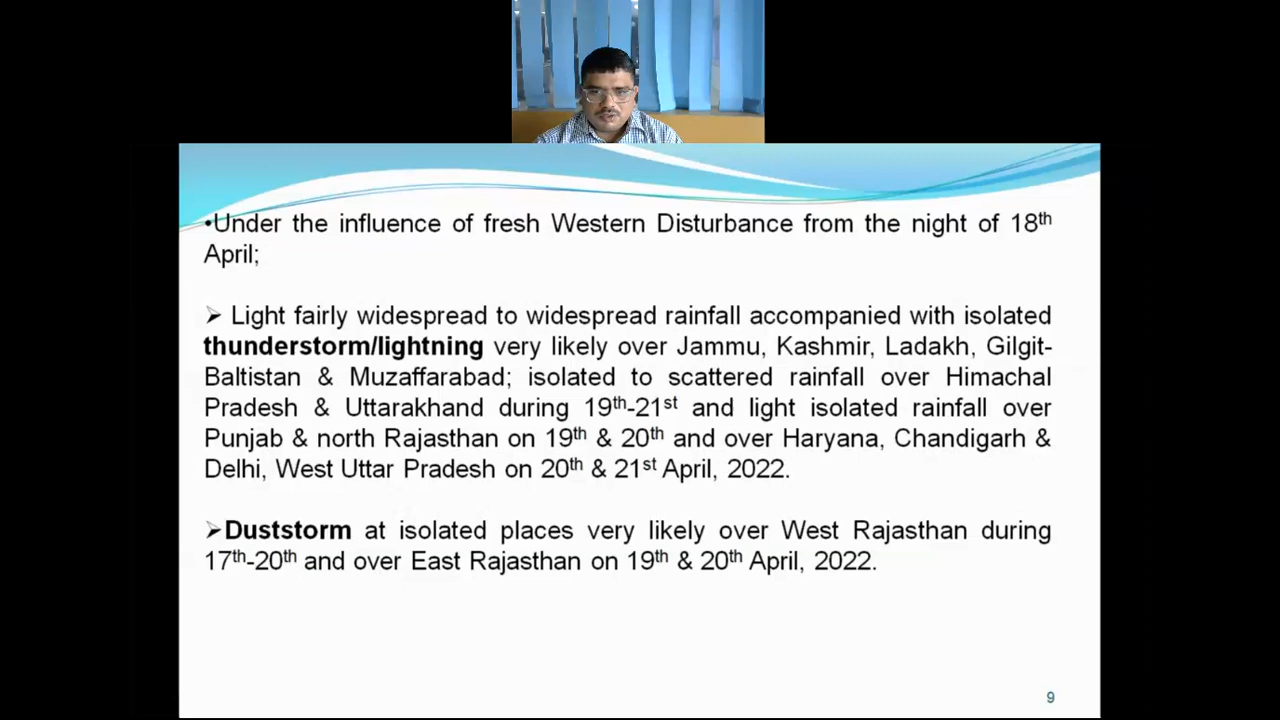 •Under the influence of fresh Western Disturbance from the night of 18th
April;
➢ Light fairly widespread to widespread rainfall accompanied with isolated
thunderstorm/lightning very likely over Jammu, Kashmir, Ladakh, Gilgit-
Baltistan & Muzaffarabad; isolated to scattered rainfall over Himachal
Pradesh & Uttarakhand during 19th-21st and light isolated rainfall over
Punjab & north Rajasthan on 19th & 20th and over Haryana, Chandigarh &
Delhi, West Uttar Pradesh on 20th & 21st April, 2022.
➢Duststorm at isolated places very likely over West Rajasthan during
17th-20th and over East Rajasthan on 19th & 20th April, 2022.
9